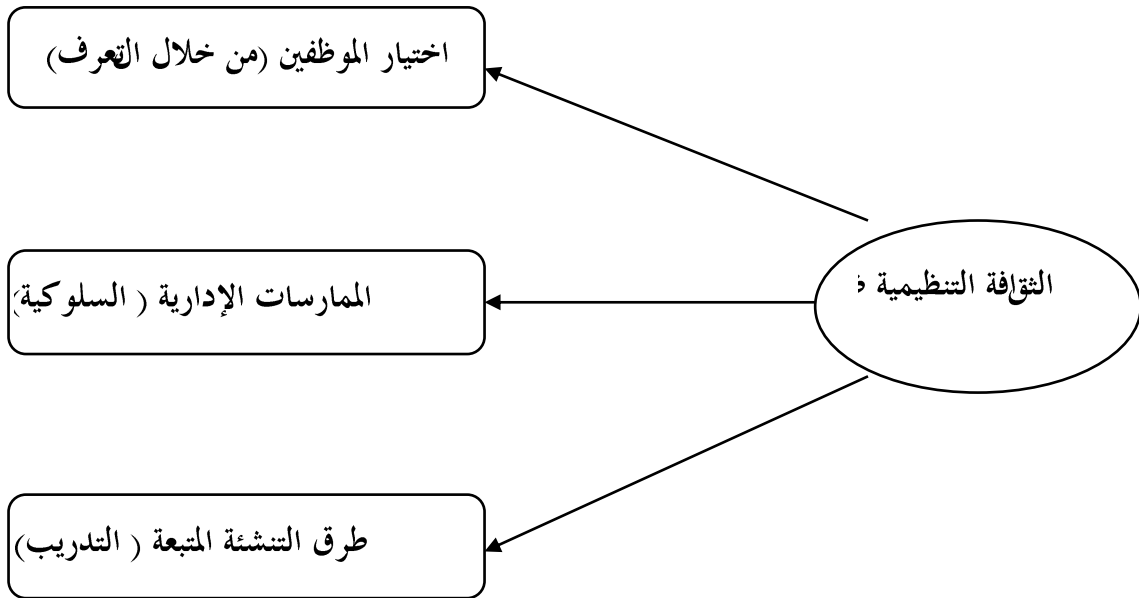 اختيار الموظفين (من خلال التعرف)
الثقافة التنظيمية
الممارسات الإدارية ( السلوكية)
طرق التنشئة المتبعة ( التدريب)